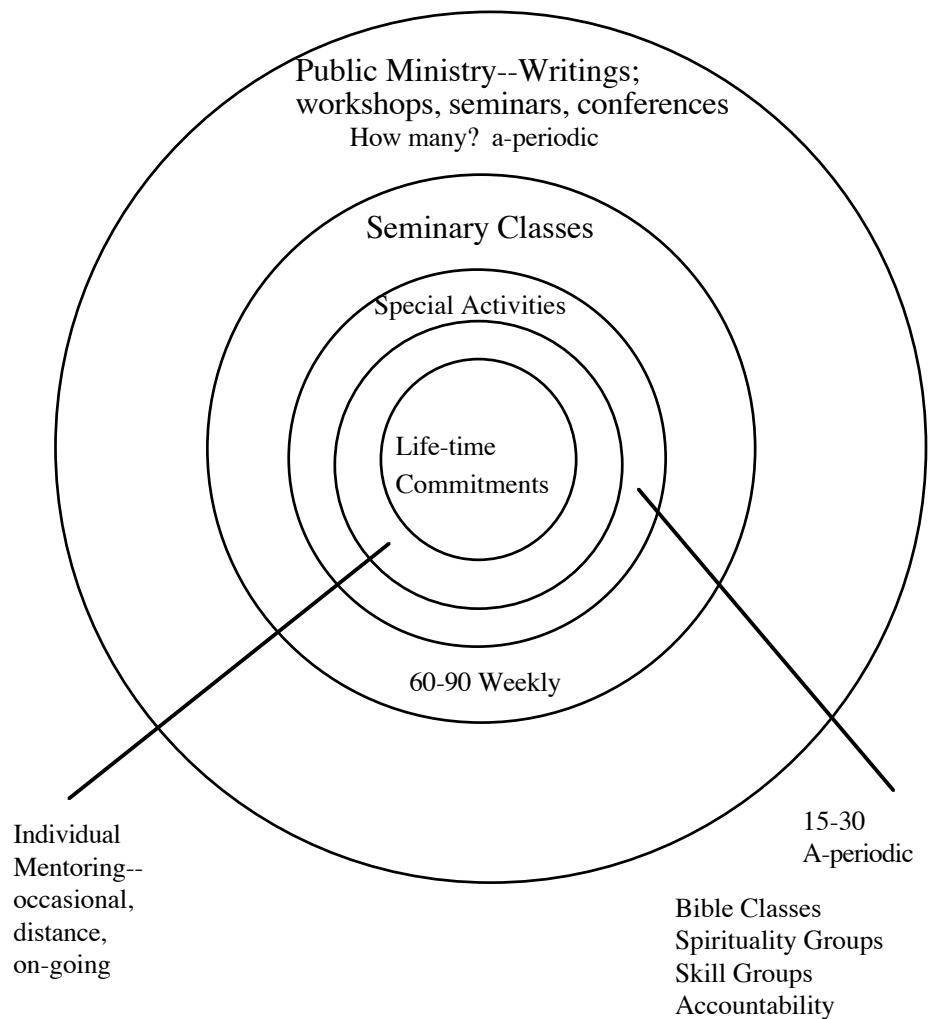 Public Ministry--Writings;
workshops, seminars, conferences
How many?  a-periodic
Seminary Classes
Special Activities
Life-time
Commitments
60-90 Weekly
Individual
Mentoring--
occasional,
distance,
on-going
15-30
A-periodic
Bible Classes
Spirituality Groups
Skill Groups
Accountability